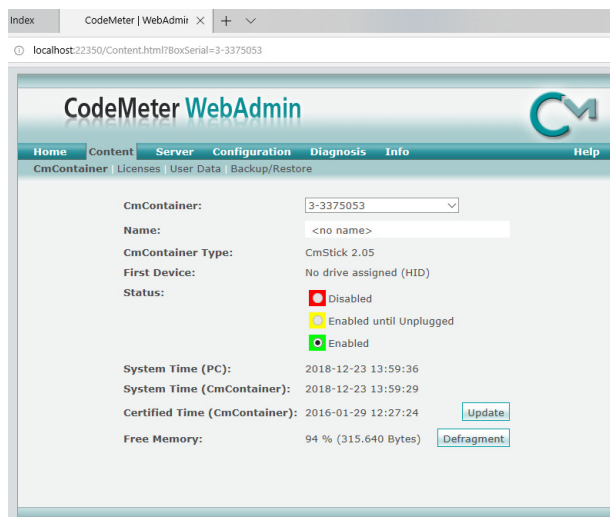 Index
CodeMeter | WebAdmin
localhost:22350/Content.html?BoxSerial=3-3375053
CodeMeter WebAdmin
CM
Home Content Server Configuration Diagnosis Info Help
CmContainer | Licenses | User Data | Backup/Restore
CmContainer: 3-3375053
Name: <no name>
CmContainer Type: CmStick 2.05
First Device: No drive assigned (HID)
Status: Disabled
Enabled until Unplugged
Enabled
System Time (PC): 2018-12-23 13:59:36
System Time (CmContainer): 2018-12-23 13:59:29
Certified Time (CmContainer): 2016-01-29 12:27:24 Update
Free Memory: 94 % (315.640 Bytes) Defragment